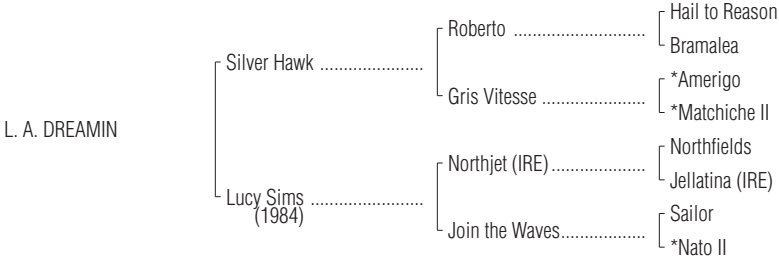 Hail to Reason
Roberto ............................
Bramalea
Silver Hawk ......................
*Amerigo
Gris Vitesse ......................
*Matchiche II
L. A. DREAMIN
Northfields
Northjet (IRE) ....................
Jellatina (IRE)
Lucy Sims ........................
(1984)
Sailor
Join the Waves..................
*Nato II